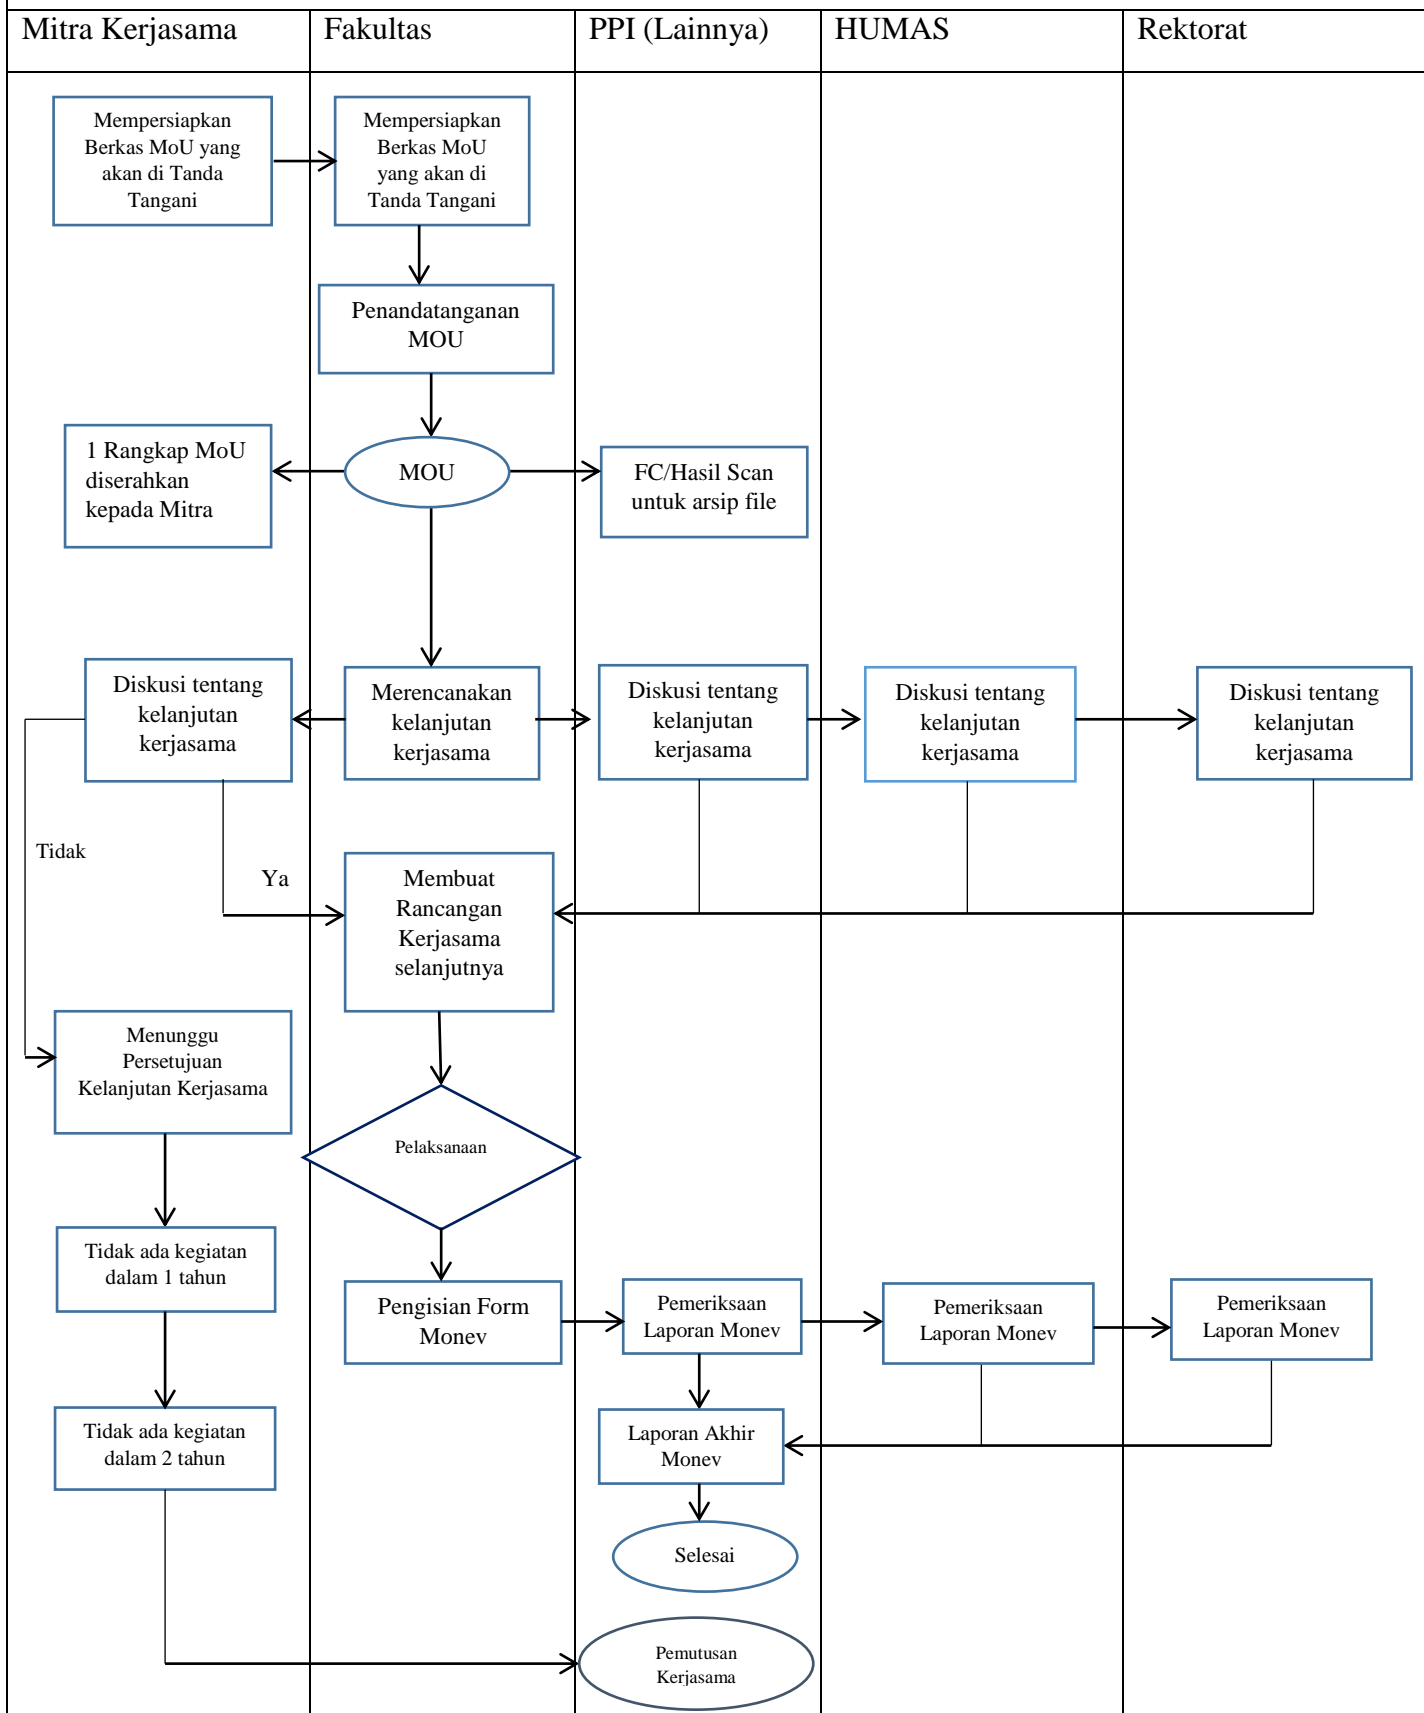 Mitra Kerjasama
Fakultas
PPI (Lainnya)
HUMAS
Rektorat
Mempersiapkan
Berkas MoU yang
akan di Tanda
Tangani
Mempersiapkan
Berkas MoU
yang akan di
Tanda Tangani
Penandatanganan
MOU
1 Rangkap MoU
diserahkan
kepada Mitra
MOU
FC/Hasil Scan
untuk arsip file
Diskusi tentang
kelanjutan
kerjasama
Merencanakan
kelanjutan
kerjasama
Diskusi tentang
kelanjutan
kerjasama
Diskusi tentang
kelanjutan
kerjasama
Diskusi tentang
kelanjutan
kerjasama
Tidak
Ya
Membuat
Rancangan
Kerjasama
selanjutnya
Menunggu
Persetujuan
Kelanjutan Kerjasama
Pelaksanaan
Tidak ada kegiatan
dalam 1 tahun
Pengisian Form
Monev
Pemeriksaan
Laporan Monev
Pemeriksaan
Laporan Monev
Pemeriksaan
Laporan Monev
Tidak ada kegiatan
dalam 2 tahun
Laporan Akhir
Monev
Selesai
Pemutusan
Kerjasama